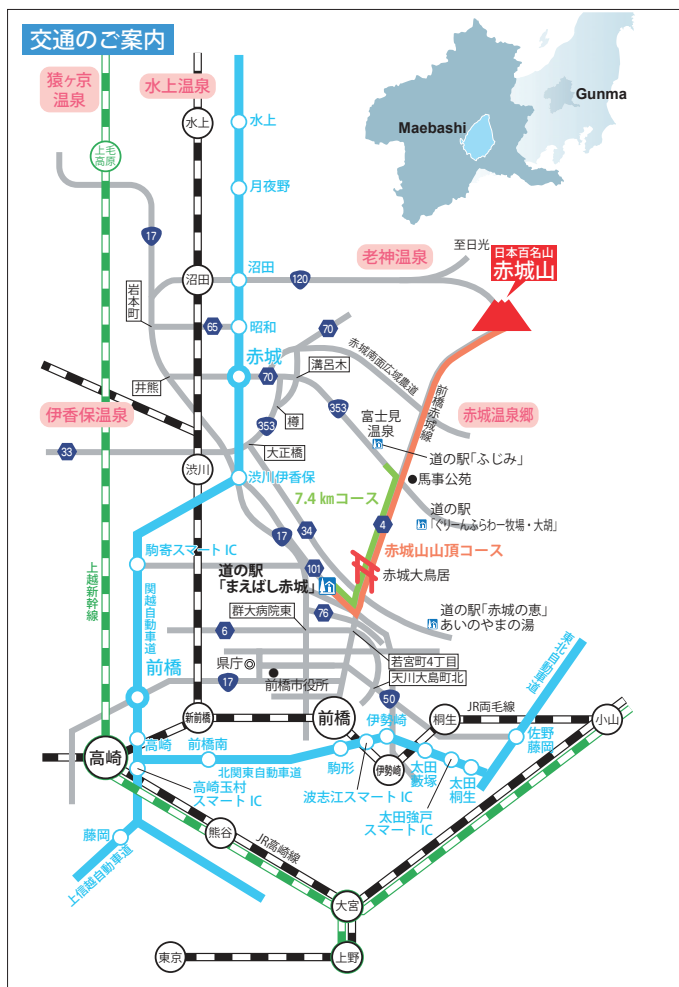 交通のご案内
猿ヶ京
温泉
水上温泉
Gunma
Maebashi
水上
水上
上毛
高原
月夜野
17
老神温泉
至日光
日本百名山
赤城山
沼田
沼田
120
岩本町
65
昭和
70
赤城南面広域農道
赤城
溝呂木
井熊
70
前橋赤城線
353
伊香保温泉
樽
353
富士見
温泉
赤城温泉郷
33
大正橋
道の駅「ふじみ」
渋川
渋川伊香保
馬事公苑
7.4 kmコース
道の駅
「ぐりーんふらわー牧場・大胡」
17
34
4
赤城山山頂コース
駒寄スマート IC
101
道の駅
「まえばし赤城」
赤城大鳥居
上越新幹線
関越自動車道
群大病院東
76
道の駅「赤城の恵」
あいのやまの湯
6
若宮町4丁目
東北自動車道
前橋
県庁
17
前橋市役所
天川大島町北
50
新前橋
前橋
伊勢崎
桐生
JR両毛線
小山
高崎
高崎
前橋南
佐野
藤岡
北関東自動車道
駒形
伊勢崎
太田
藪塚
太田
桐生
高崎玉村
スマート IC
波志江スマート IC
太田強戸
スマート IC
藤岡
熊谷
JR高崎線
上信越自動車道
大宮
東京
上野